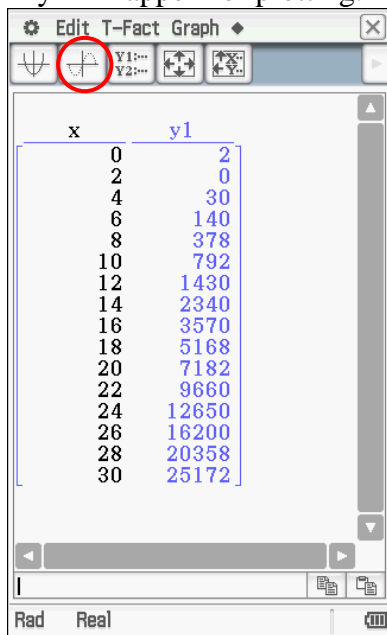 Edit T-Fact Graph ◆
Y1:···
Y2:···
X:··
Y:··
x y1
0 2
2 0
4 30
6 140
8 378
10 792
12 1430
14 2340
16 3570
18 5168
20 7182
22 9660
24 12650
26 16200
28 20358
30 25172
Rad Real